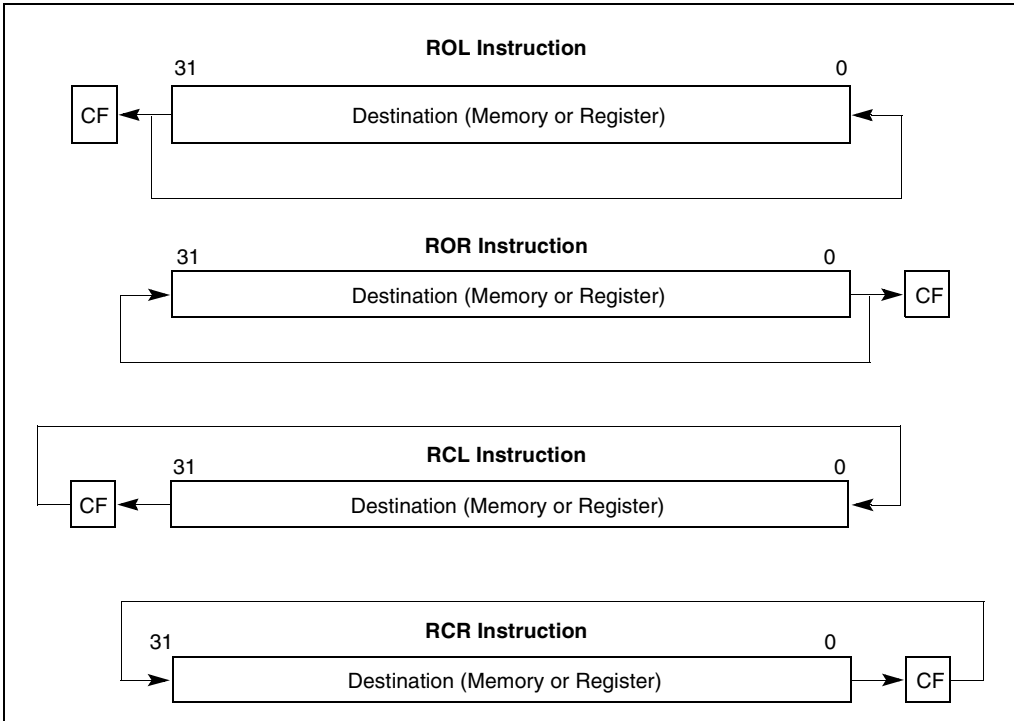 ROL Instruction
31 0
CF Destination (Memory or Register)
ROR Instruction
31 0
Destination (Memory or Register) CF
RCL Instruction
31 0
CF Destination (Memory or Register)
RCR Instruction
31 0
Destination (Memory or Register) CF